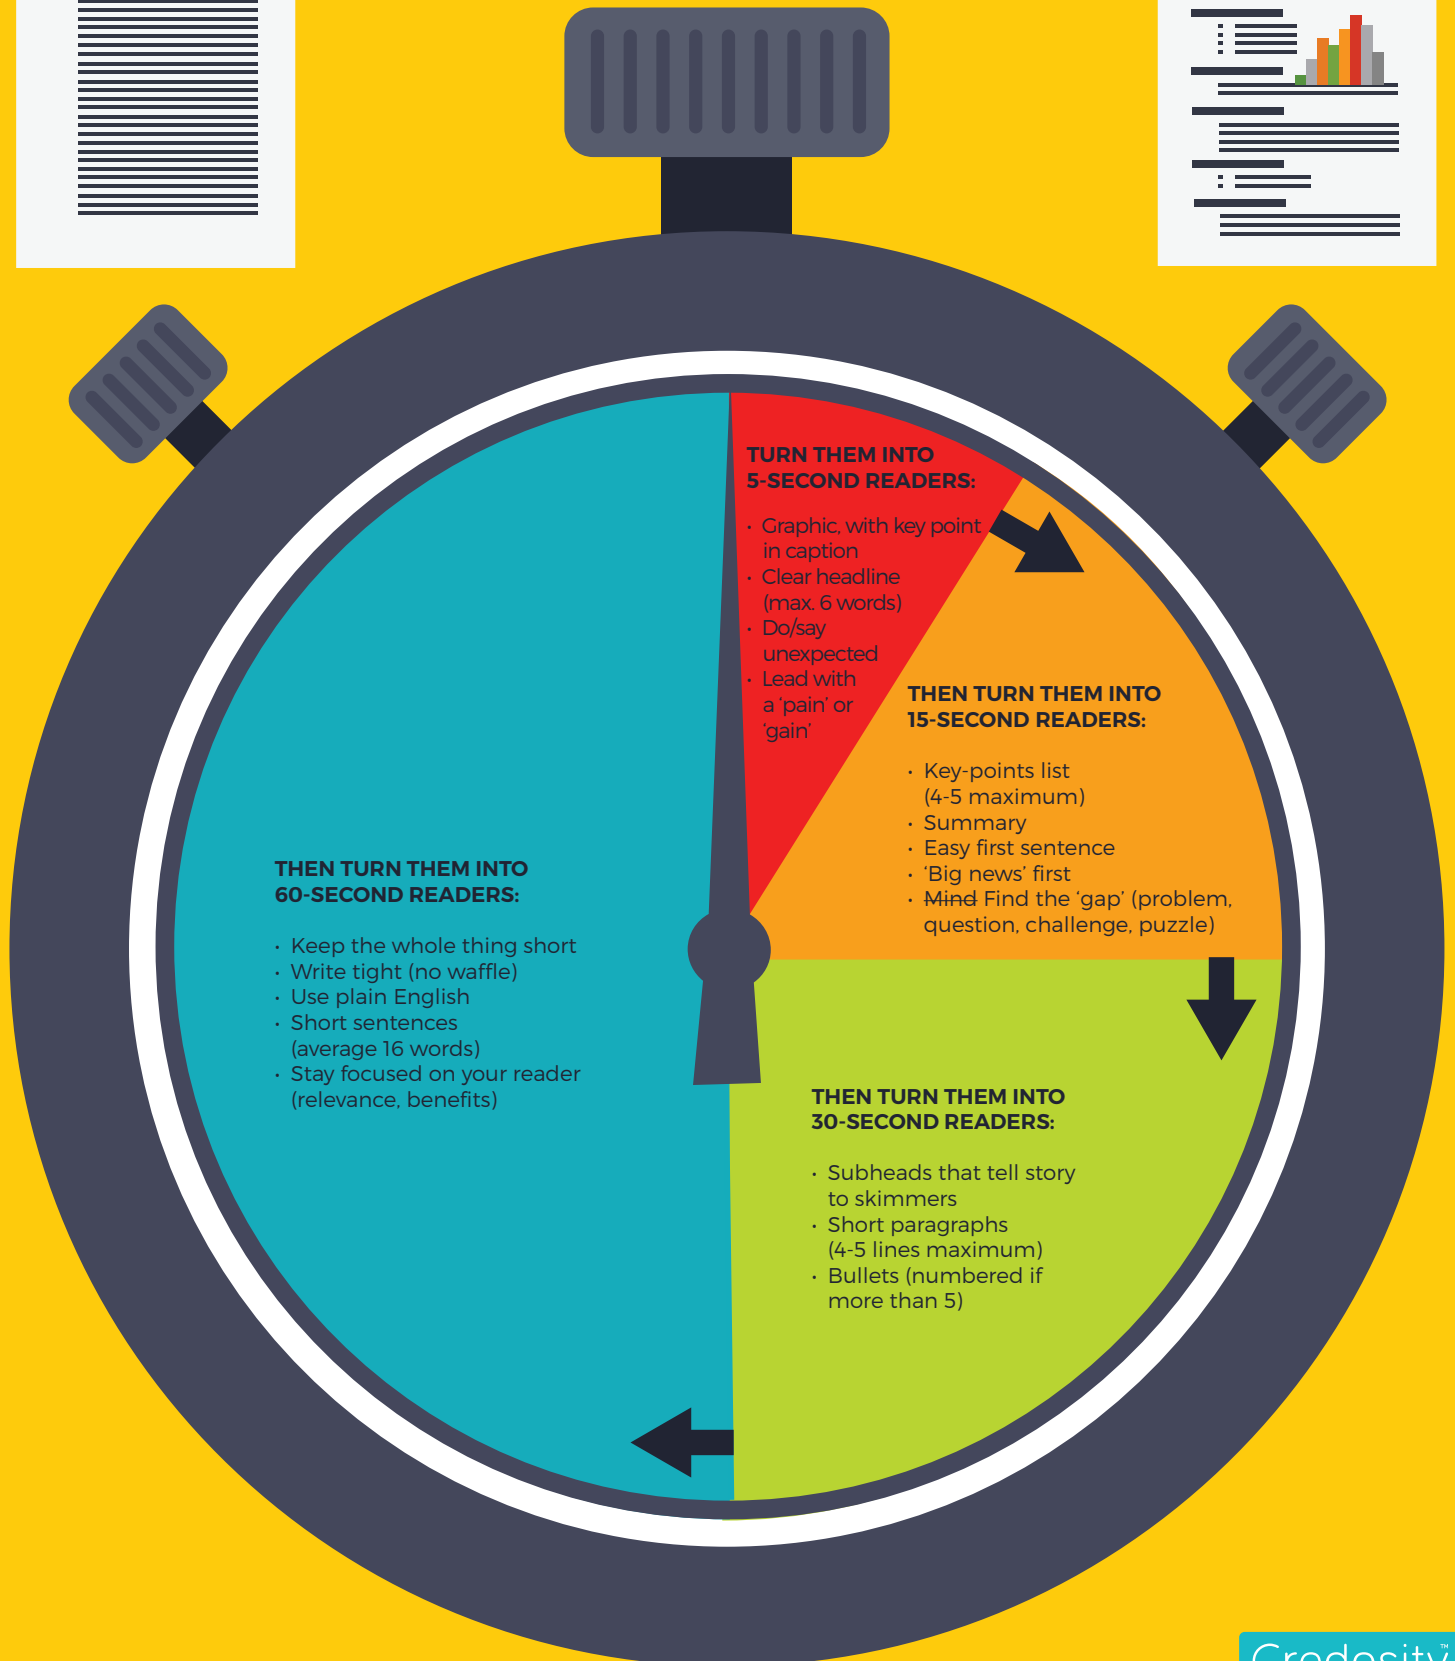 TURN THEM INTO
5-SECOND READERS:
• Graphic, with key point
in caption
• Clear headline
(max. 6 words)
• Do/say
unexpected
• Lead with
a ‘pain’ or
‘gain’
THEN TURN THEM INTO
15-SECOND READERS:
• Key-points list
(4-5 maximum)
• Summary
• Easy first sentence
• ‘Big news’ first
• Mind Find the ‘gap’ (problem,
question, challenge, puzzle)
THEN TURN THEM INTO
30-SECOND READERS:
• Subheads that tell story
to skimmers
• Short paragraphs
(4-5 lines maximum)
• Bullets (numbered if
more than 5)
THEN TURN THEM INTO
60-SECOND READERS:
• Keep the whole thing short
• Write tight (no waffle)
• Use plain English
• Short sentences
(average 16 words)
• Stay focused on your reader
(relevance, benefits)
Credosity™